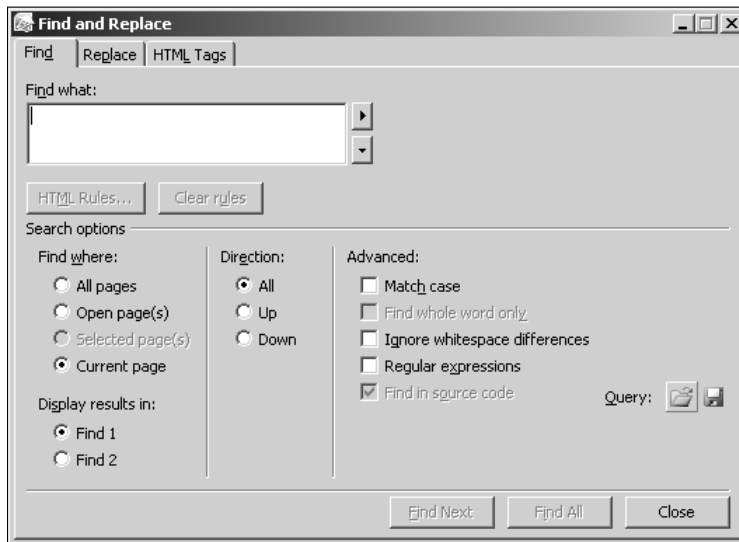 Find and Replace
Find Replace HTML Tags
Find what:
HTML Rules... Clear rules
Search options
Find where: Direction: Advanced:
All pages All Match case
Open page(s) Up Find whole word only
Selected page(s) Down Ignore whitespace differences
Current page Regular expressions
Find in source code Query:
Display results in:
Find 1
Find 2
Find Next Find All Close